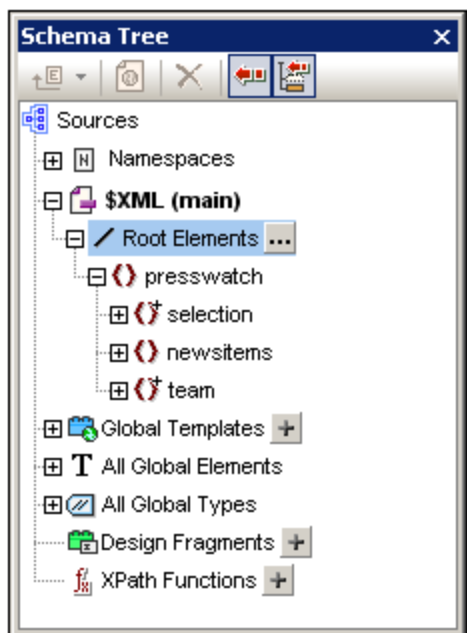 Schema Tree
E
Sources
N Namespaces
$XML (main)
Root Elements ...
presswatch
selection
newsitems
team
Global Templates
T All Global Elements
All Global Types
Design Fragments
fx XPath Functions